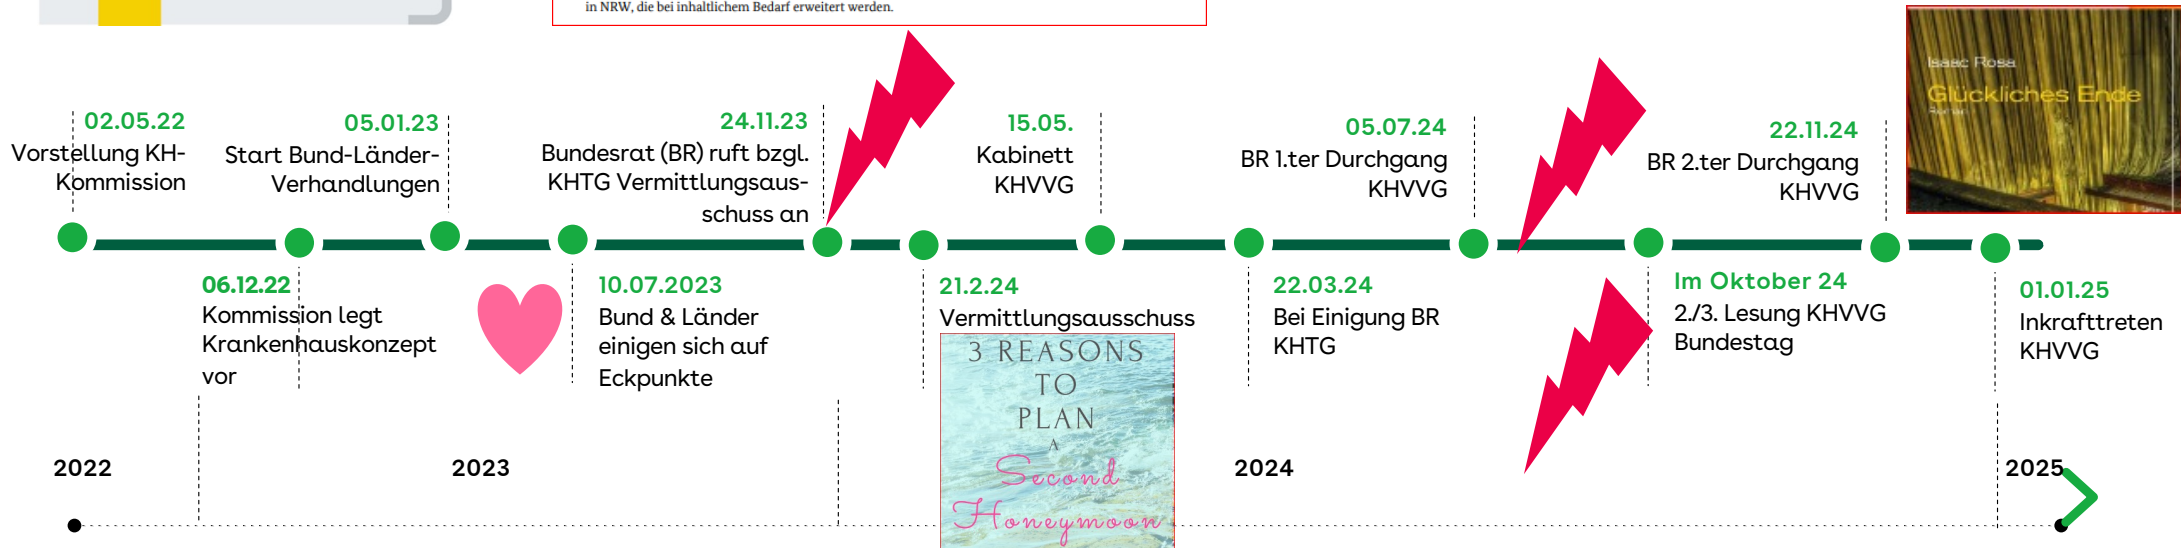 in NRW, die bei inhaltlichem Bedarf erweitert werden.
02.05.22
Vorstellung KH-
Kommission
05.01.23
Start Bund-Länder-
Verhandlungen
24.11.23
Bundesrat (BR) ruft bzgl.
KHTG Vermittlungsaus-
schuss an
15.05.
Kabinett
KHVVG
05.07.24
BR 1.ter Durchgang
KHVVG
22.11.24
BR 2.ter Durchgang
KHVVG
Isaac Rosa
Glückliches Ende
Roman
06.12.22
Kommission legt
Krankenhauskonzept
vor
10.07.2023
Bund & Länder
einigen sich auf
Eckpunkte
21.2.24
Vermittlungsausschuss
3 REASONS
TO
PLAN
A
Second
Honeymoon
22.03.24
Bei Einigung BR
KHTG
Im Oktober 24
2./3. Lesung KHVVG
Bundestag
01.01.25
Inkrafttreten
KHVVG
2022
2023
2024
2025